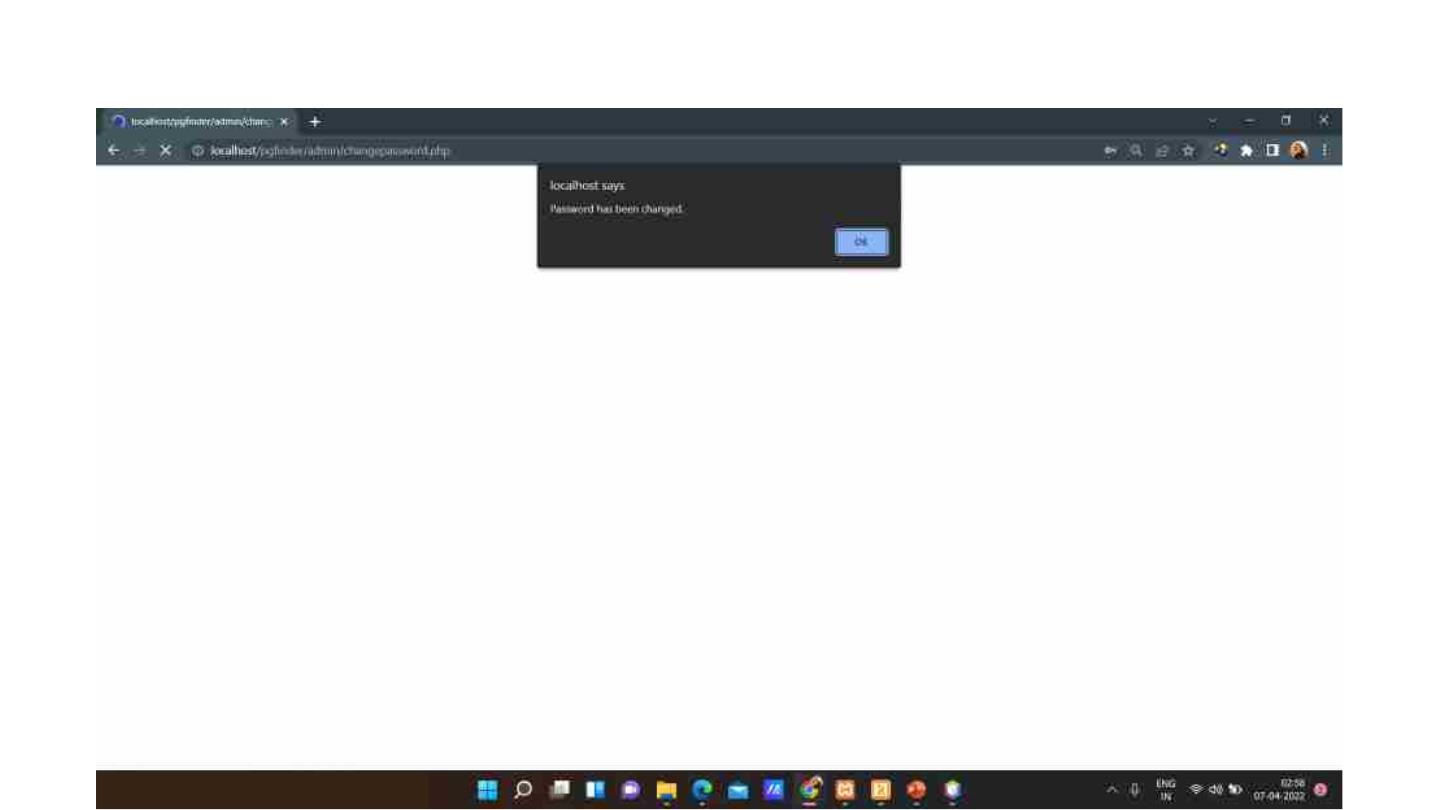 localhost/pgfinder/admin/chang
localhost/pgfinder/admin/changepassword.php
localhost says
Password has been changed.
OK
ENG
IN
02:58
07-04-2022